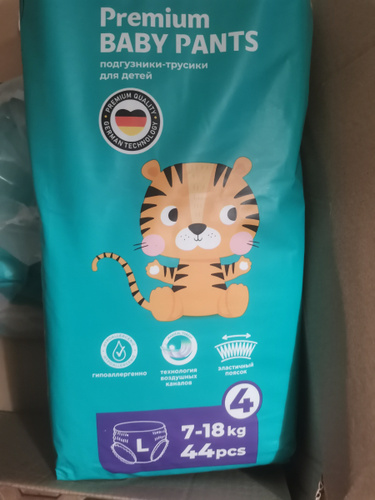 Premium
BABY PANTS
подгузники-трусики
для детей
PREMIUM QUALITY
GERMAN TECHNOLOGY
гипоаллергенно
технология
воздушных
каналов
эластичный
поясок
4
L
7-18 kg
44 pcs